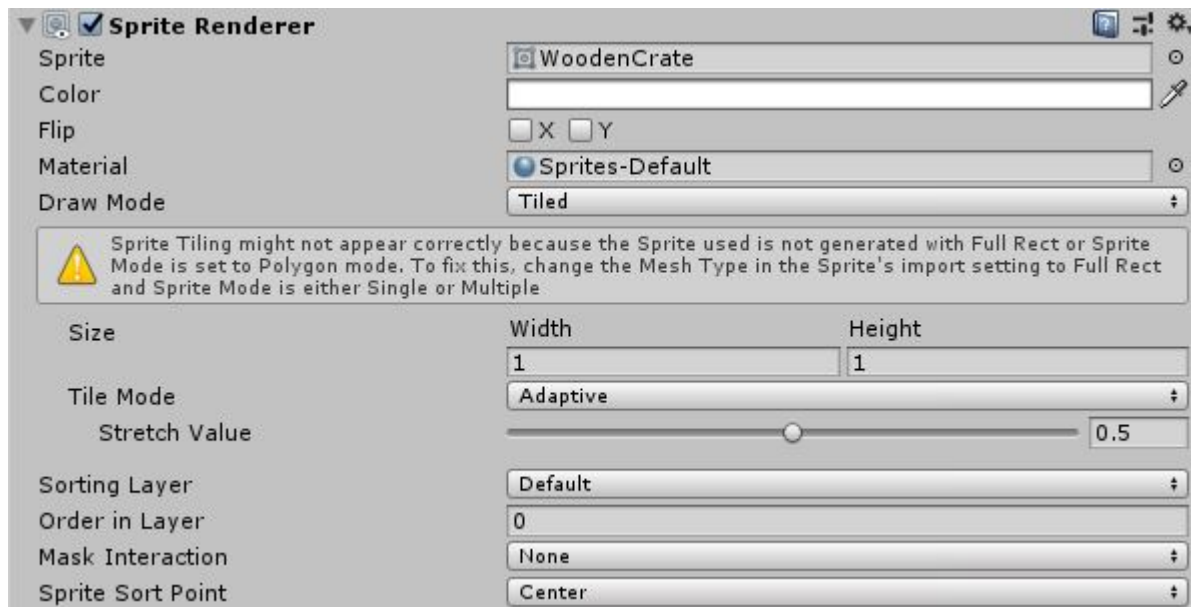 Sprite Renderer
Sprite WoodenCrate
Color
Flip X Y
Material Sprites-Default
Draw Mode Tiled
Sprite Tiling might not appear correctly because the Sprite used is not generated with Full Rect or Sprite
Mode is set to Polygon mode. To fix this, change the Mesh Type in the Sprite's import setting to Full Rect
and Sprite Mode is either Single or Multiple
Size Width Height
1 1
Tile Mode Adaptive
Stretch Value 0.5
Sorting Layer Default
Order in Layer 0
Mask Interaction None
Sprite Sort Point Center